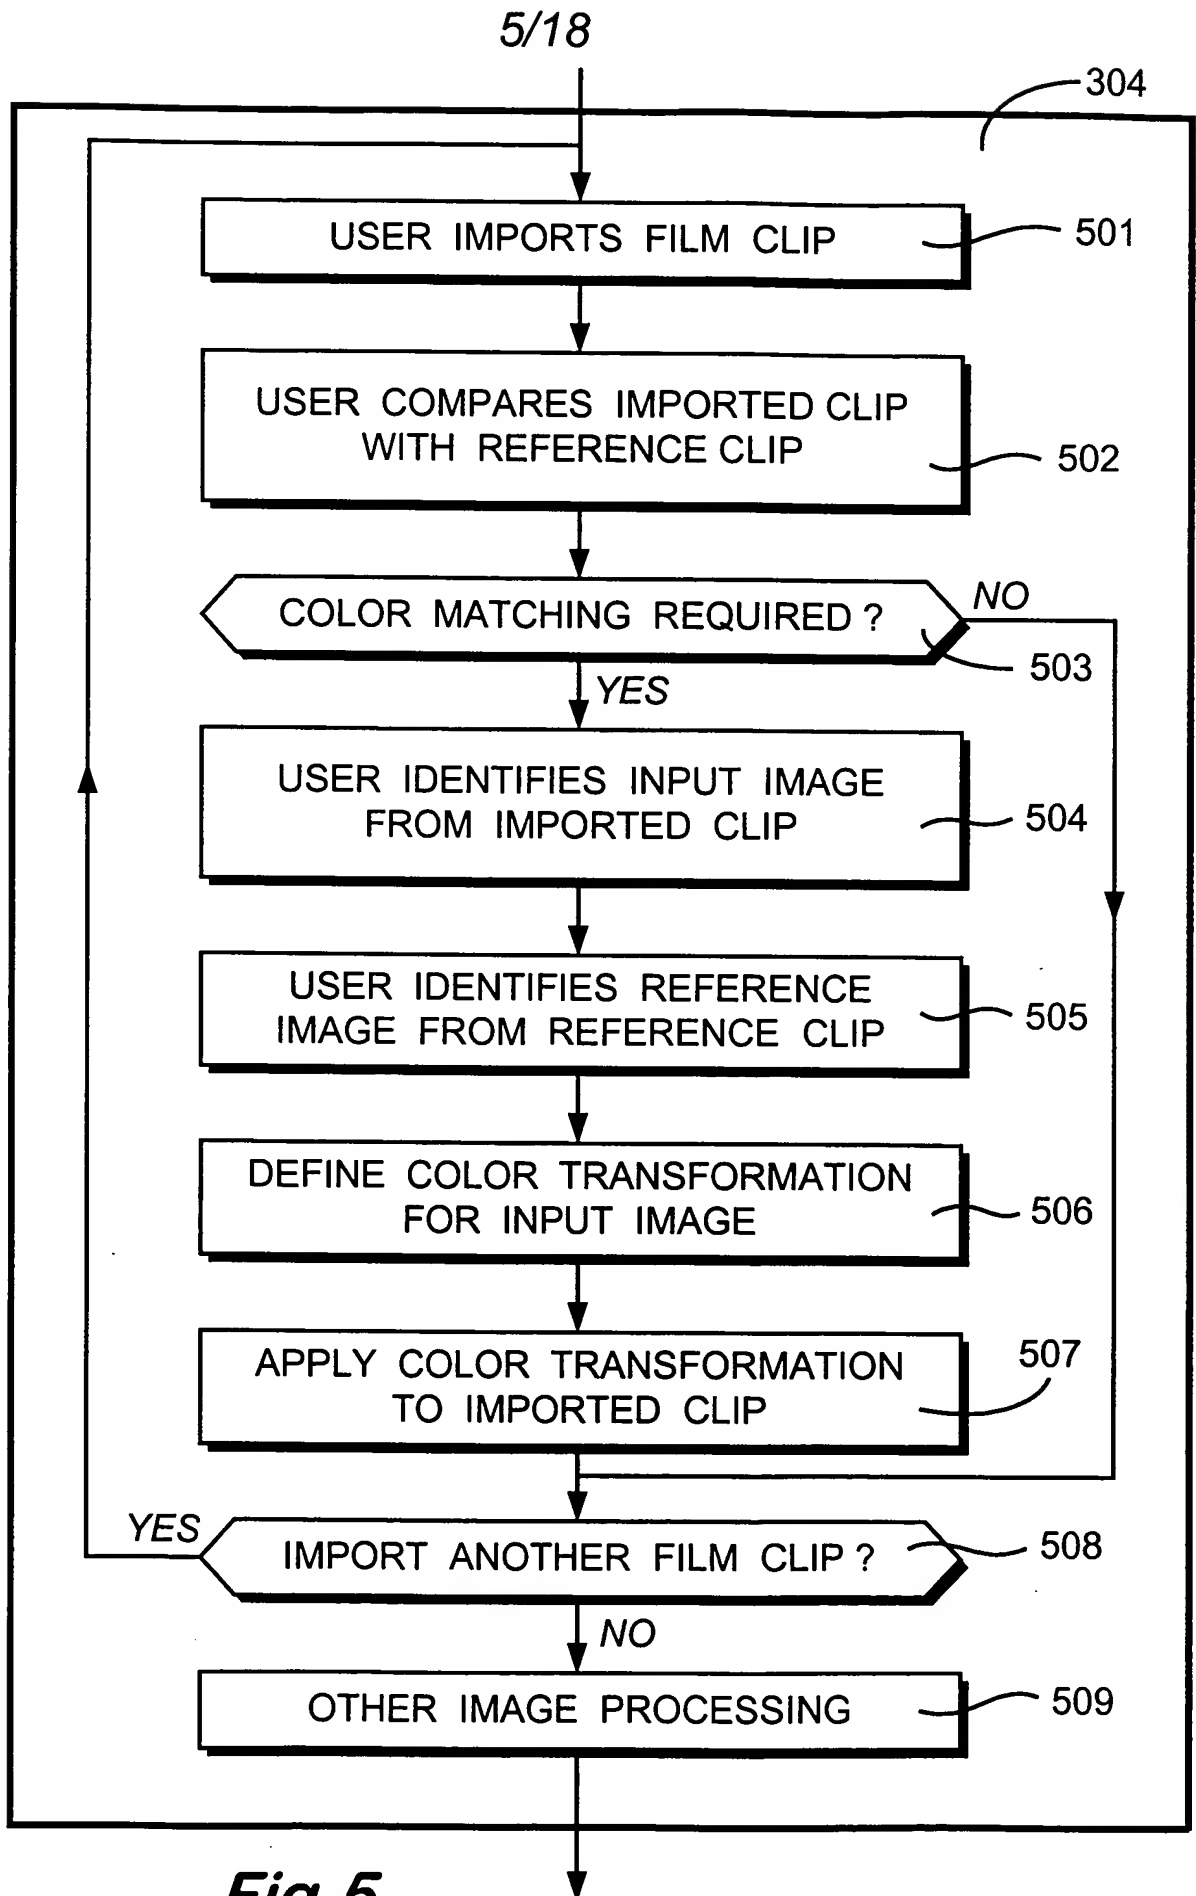 5/18
304
USER IMPORTS FILM CLIP
501
USER COMPARES IMPORTED CLIP
WITH REFERENCE CLIP
502
COLOR MATCHING REQUIRED ?
NO
503
YES
USER IDENTIFIES INPUT IMAGE
FROM IMPORTED CLIP
504
USER IDENTIFIES REFERENCE
IMAGE FROM REFERENCE CLIP
505
DEFINE COLOR TRANSFORMATION
FOR INPUT IMAGE
506
APPLY COLOR TRANSFORMATION
TO IMPORTED CLIP
507
YES
IMPORT ANOTHER FILM CLIP ?
508
NO
OTHER IMAGE PROCESSING
509
Fig 5